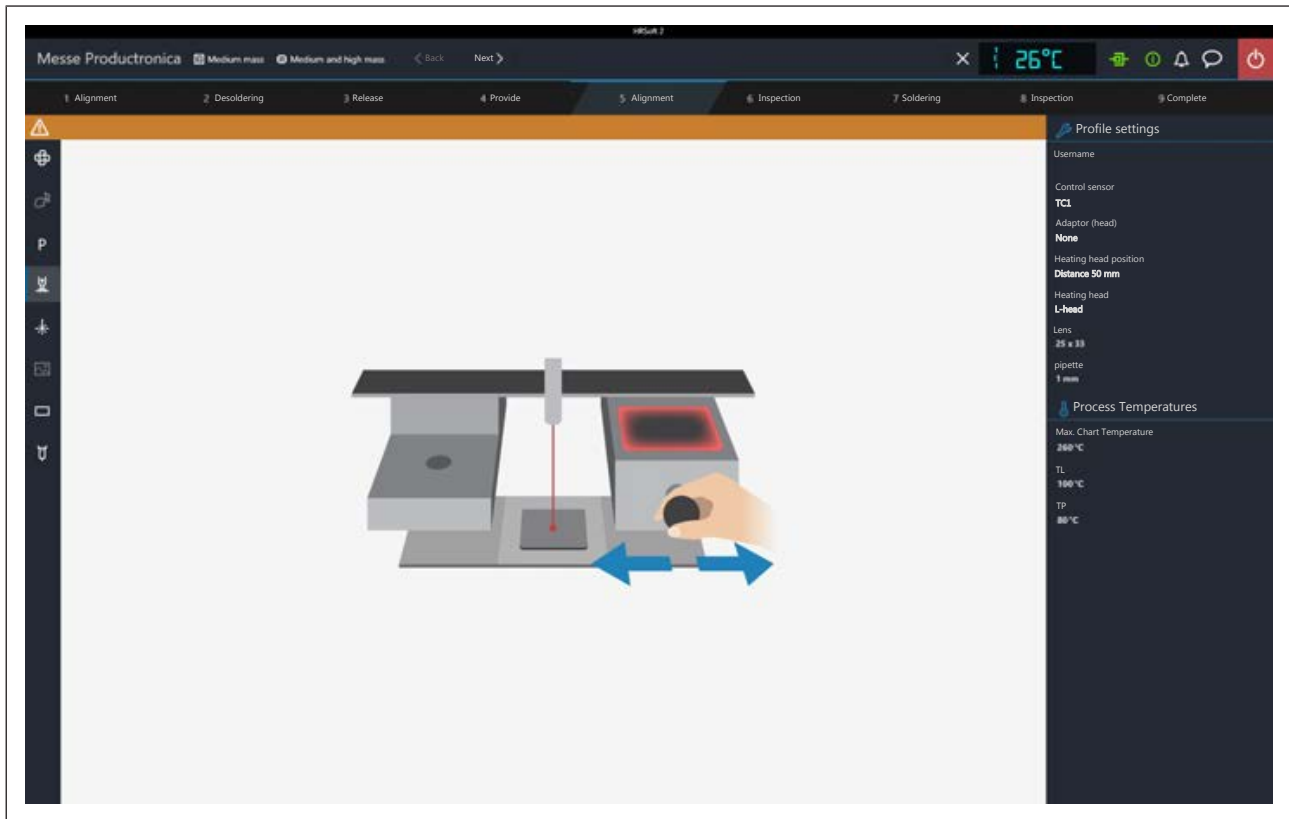 HRSoft 2
Messe Productronica Medium mass Medium and high mass Back Next 26°C
1 Alignment 2 Desoldering 3 Release 4 Provide 5 Alignment 6 Inspection 7 Soldering 8 Inspection 9 Complete
Profile settings
Username
Control sensor
TC1
Adaptor (head)
None
Heating head position
Distance 50 mm
Heating head
L-head
Lens
25 x 33
pipette
1 mm
Process Temperatures
Max. Chart Temperature
260°C
TL
100°C
TP
80°C
P